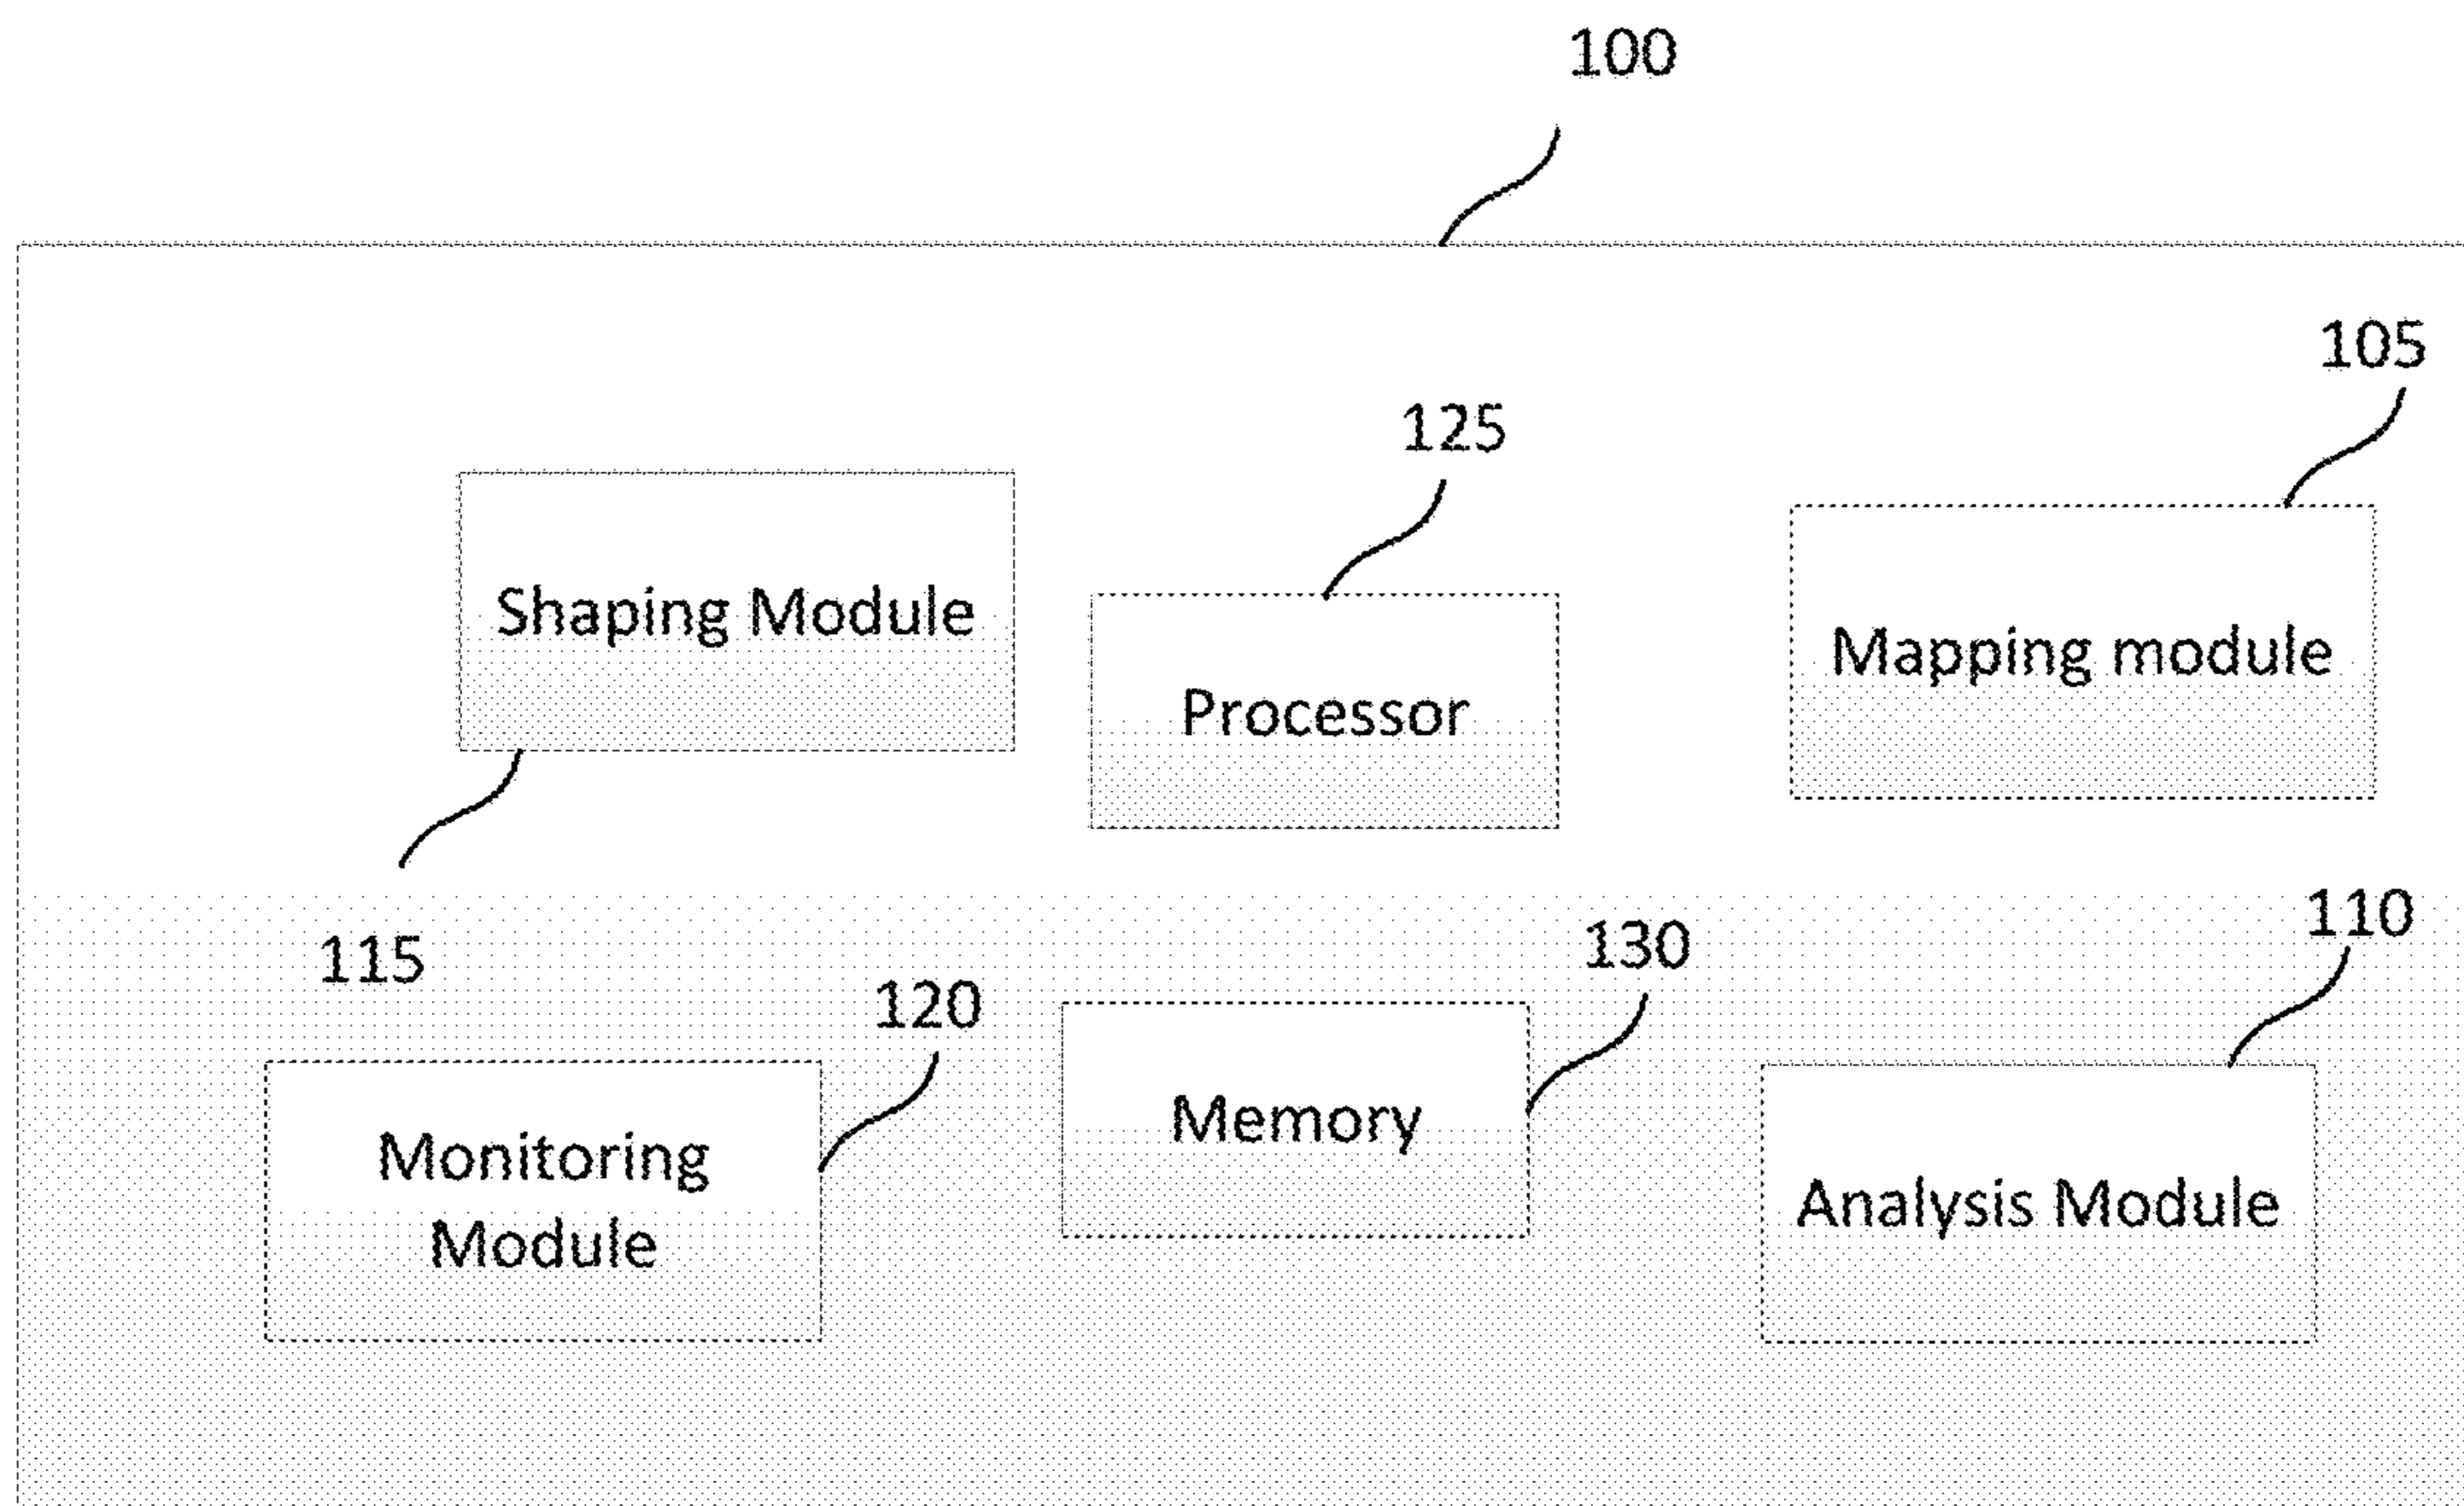 100
105
125
Shaping Module
Mapping module
Processor
110
130
115
120
Memory
Monitoring
Module
Analysis Module